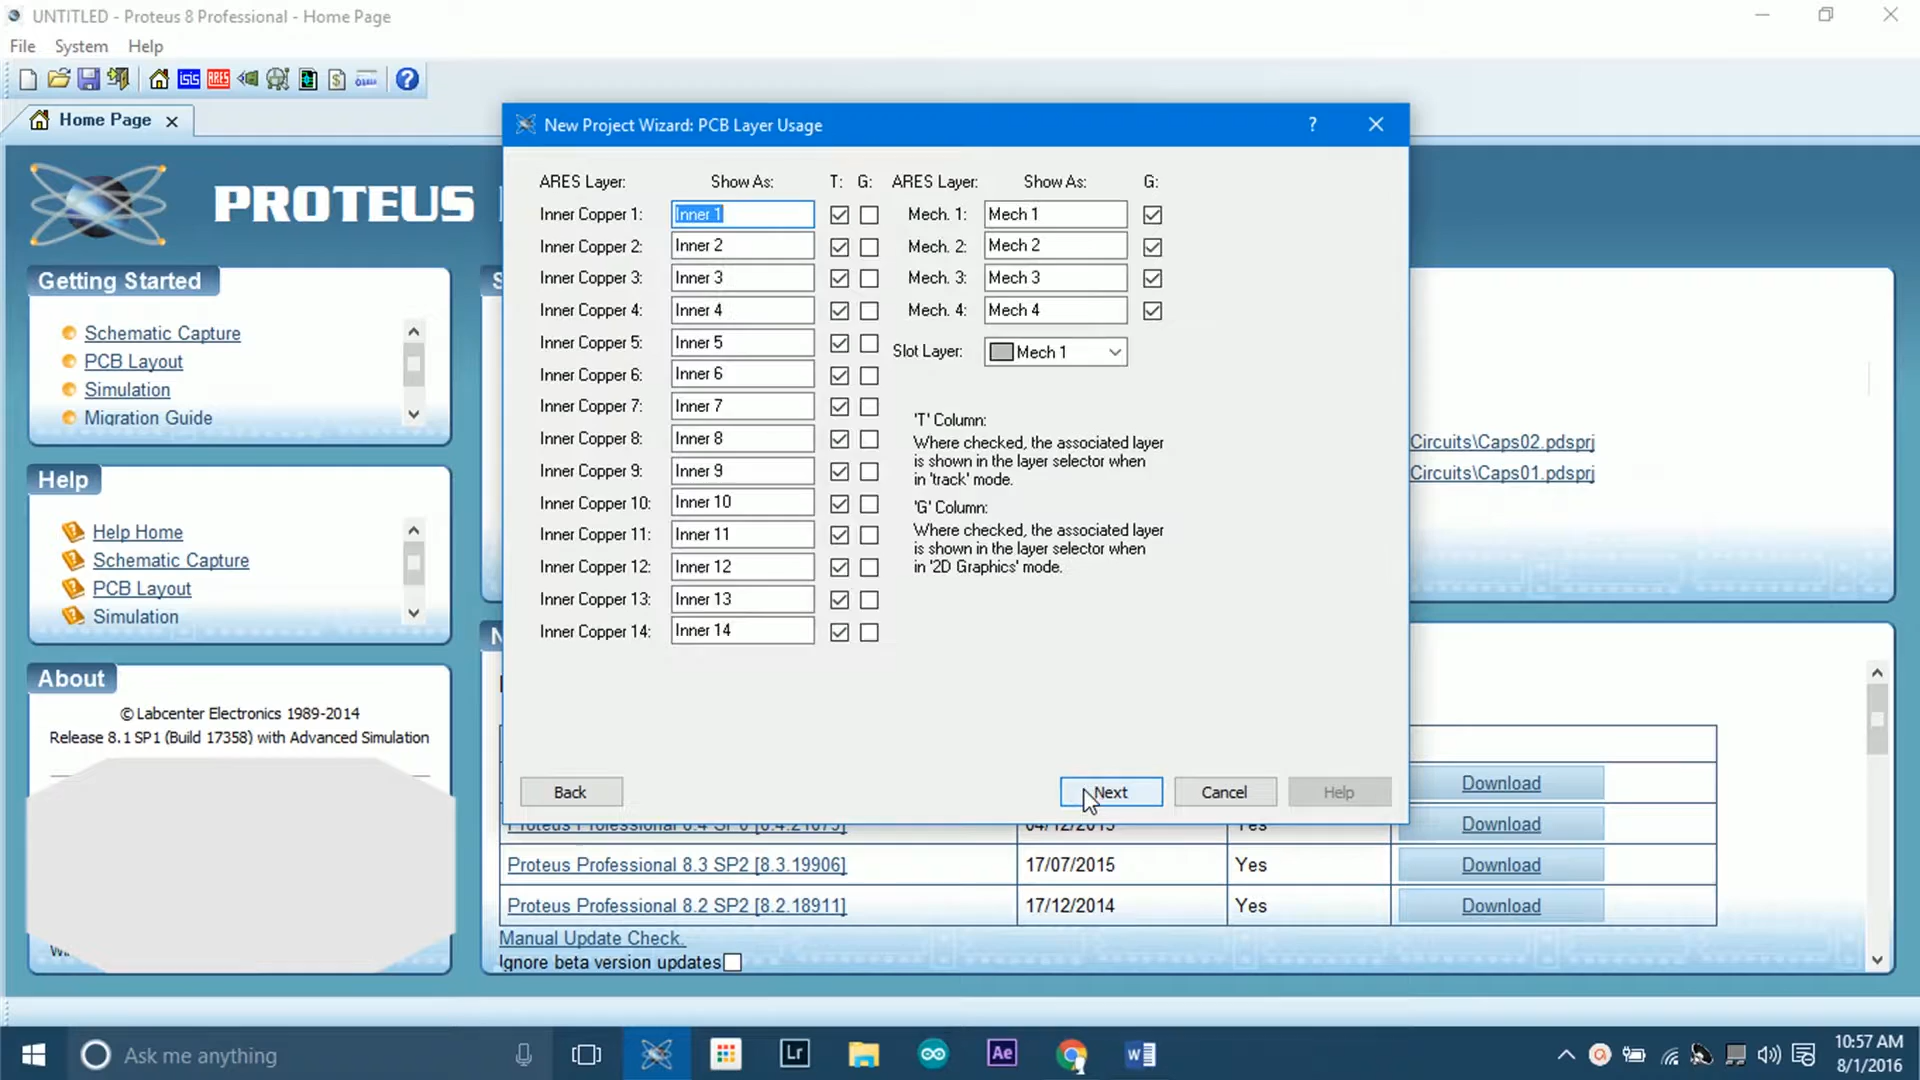 UNTITLED - Proteus 8 Professional - Home Page
File System Help
isis ARES
Home Page
PROTEUS
Getting Started
Schematic Capture
PCB Layout
Simulation
Migration Guide
Help
Help Home
Schematic Capture
PCB Layout
Simulation
About
© Labcenter Electronics 1989-2014
Release 8.1 SP1 (Build 17358) with Advanced Simulation
New Project Wizard: PCB Layer Usage
ARES Layer: Show As: T: G: ARES Layer: Show As: G:
Inner Copper 1: Inner 1 Mech. 1: Mech 1
Inner Copper 2: Inner 2 Mech. 2: Mech 2
Inner Copper 3: Inner 3 Mech. 3: Mech 3
Inner Copper 4: Inner 4 Mech. 4: Mech 4
Inner Copper 5: Inner 5 Slot Layer: Mech 1
Inner Copper 6: Inner 6
Inner Copper 7: Inner 7
Inner Copper 8: Inner 8
Inner Copper 9: Inner 9
Inner Copper 10: Inner 10
Inner Copper 11: Inner 11
Inner Copper 12: Inner 12
Inner Copper 13: Inner 13
Inner Copper 14: Inner 14
'T' Column:
Where checked, the associated layer
is shown in the layer selector when
in 'track' mode.
'G' Column:
Where checked, the associated layer
is shown in the layer selector when
in '2D Graphics' mode.
Back Next Cancel Help
Circuits\Caps02.pdsprj
Circuits\Caps01.pdsprj
Download
Download
Proteus Professional 8.3 SP2 [8.3.19906] 17/07/2015 Yes Download
Proteus Professional 8.2 SP2 [8.2.18911] 17/12/2014 Yes Download
Manual Update Check.
Ignore beta version updates
Ask me anything
Lr
Ae
10:57 AM
8/1/2016